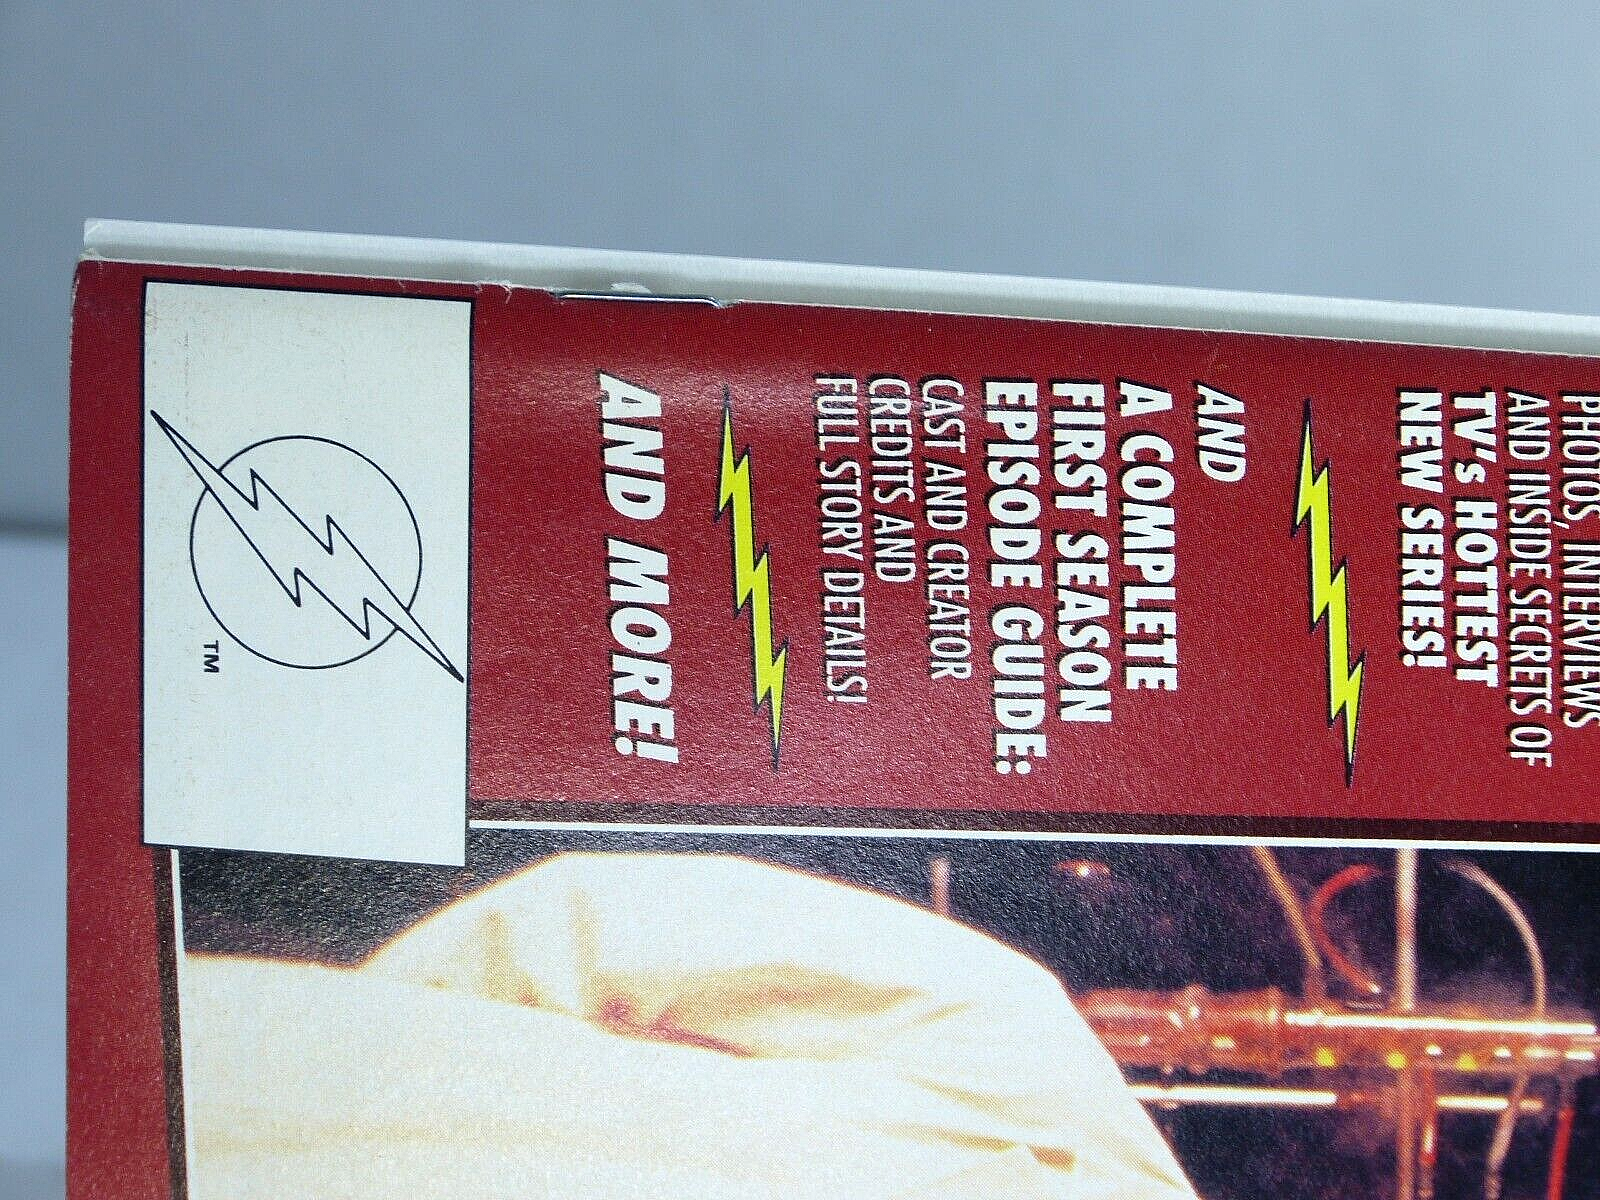 PHOTOS, INTERVIEWS
AND INSIDE SECRETS OF
TV's HOTTEST
NEW SERIES!
AND
A COMPLETE
FIRST SEASON
EPISODE GUIDE:
CAST AND CREATOR
CREDITS AND
FULL STORY DETAILS!
AND MORE!
TM